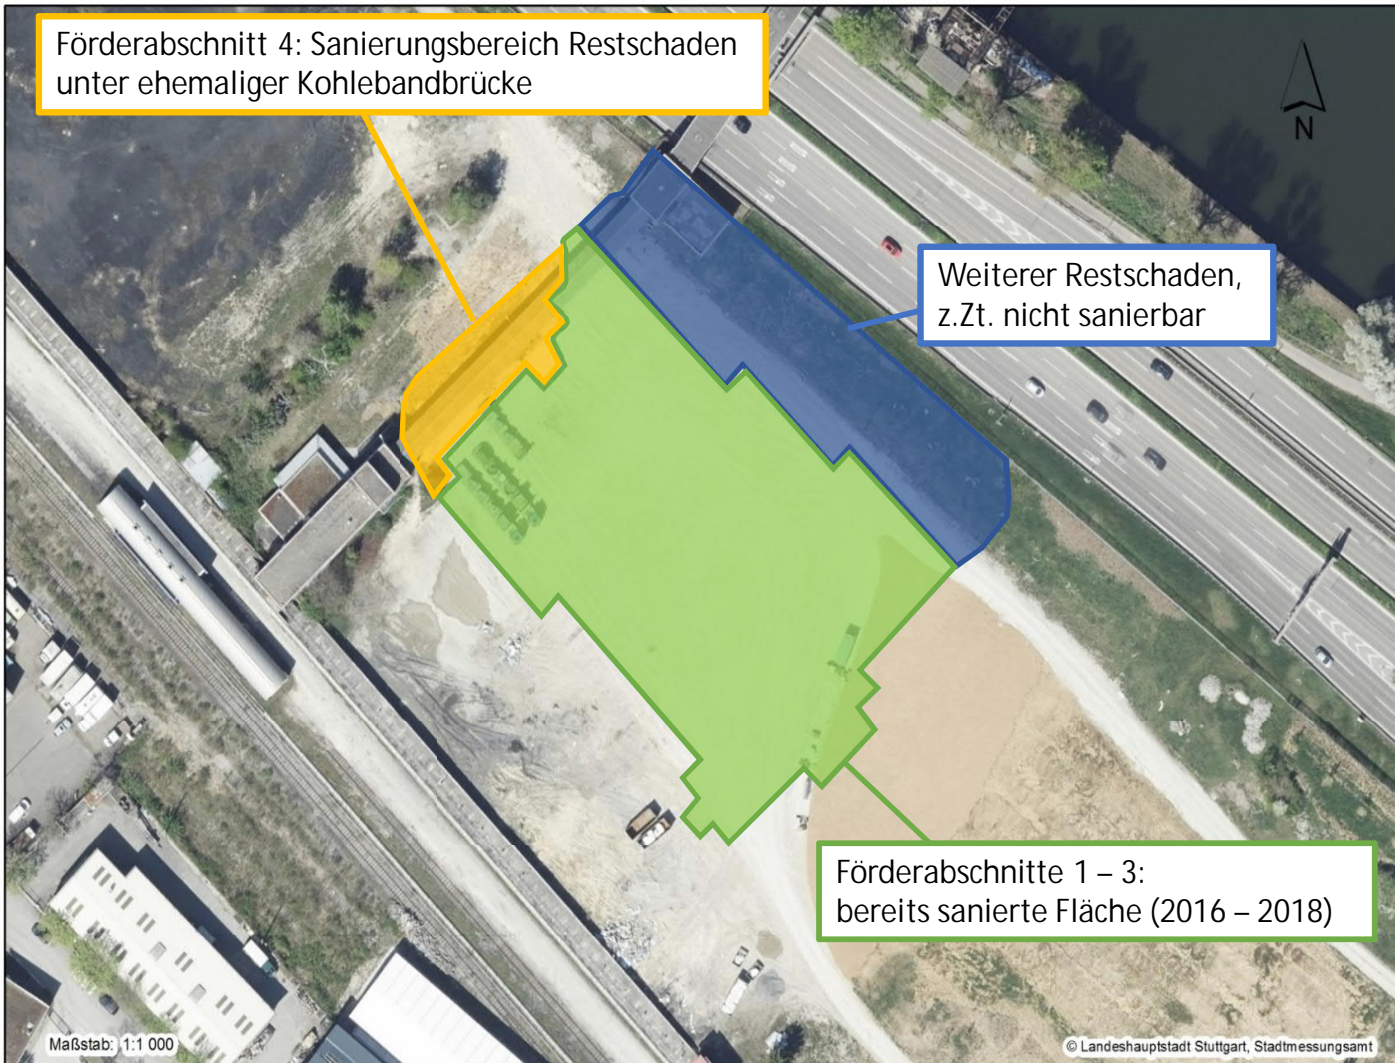 Förderabschnitt 4: Sanierungsbereich Restschaden
unter ehemaliger Kohlebandbrücke
N
Weiterer Restschaden,
z.Zt. nicht sanierbar
Förderabschnitte 1 – 3:
bereits sanierte Fläche (2016 – 2018)
Maßstab: 1:1 000
© Landeshauptstadt Stuttgart, Stadtmessungsamt